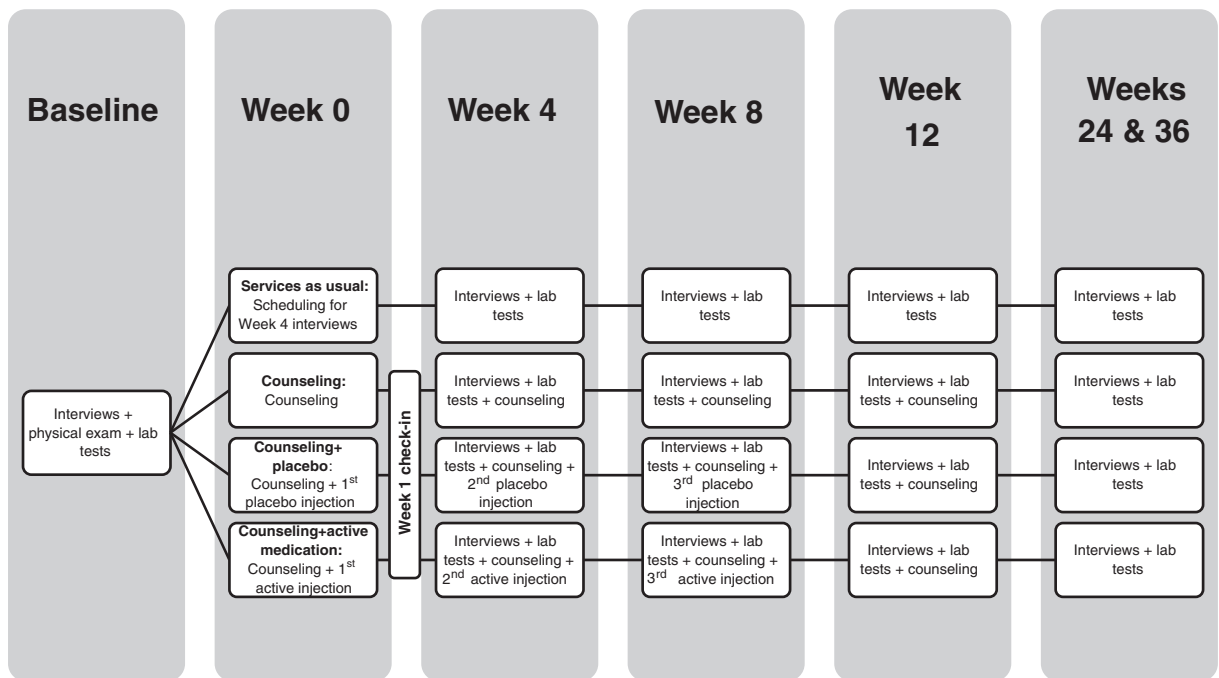 Baseline
Week 0
Week 4
Week 8
Week
12
Weeks
24 & 36
Interviews +
physical exam + lab
tests
Services as usual:
Scheduling for
Week 4 interviews
Interviews + lab
tests
Interviews + lab
tests
Interviews + lab
tests
Interviews + lab
tests
Counseling:
Counseling
Week 1 check-in
Interviews + lab
tests + counseling
Interviews + lab
tests + counseling
Interviews + lab
tests + counseling
Interviews + lab
tests
Counseling+
placebo:
Counseling + 1st
placebo injection
Interviews + lab
tests + counseling +
2nd placebo
injection
Interviews + lab
tests + counseling +
3rd placebo
injection
Interviews + lab
tests + counseling
Interviews + lab
tests
Counseling+active
medication:
Counseling + 1st
active injection
Interviews + lab
tests + counseling +
2nd active injection
Interviews + lab
tests + counseling +
3rd active injection
Interviews + lab
tests + counseling
Interviews + lab
tests